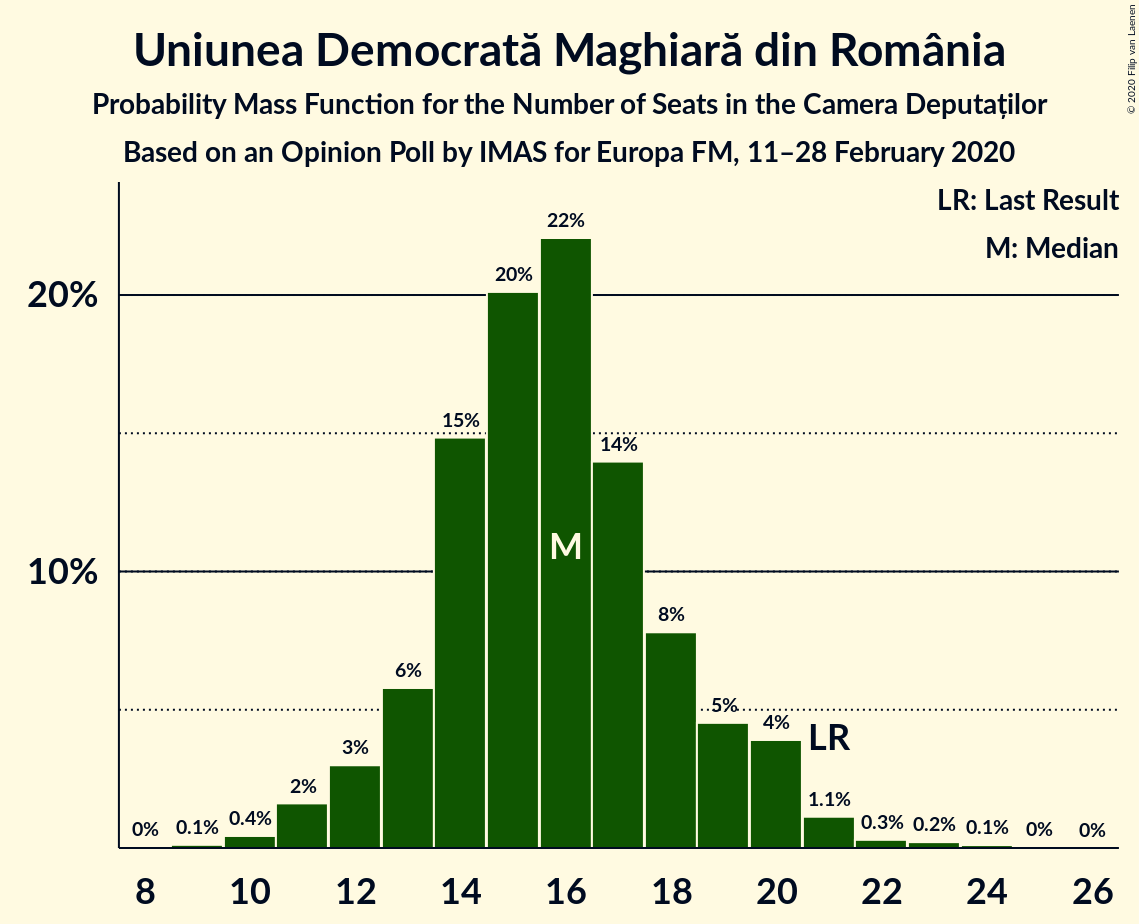 Uniunea Democrată Maghiară din România
Probability Mass Function for the Number of Seats in the Camera Deputaților
Based on an Opinion Poll by IMAS for Europa FM, 11–28 February 2020
© 2020 Filip van Laenen
LR: Last Result
M: Median
20%
10%
0%
0.1%
0.4%
2%
3%
6%
15%
20%
22%
14%
8%
5%
4%
1.1%
0.3%
0.2%
0.1%
0%
0%
M
LR
8 10 12 14 16 18 20 22 24 26